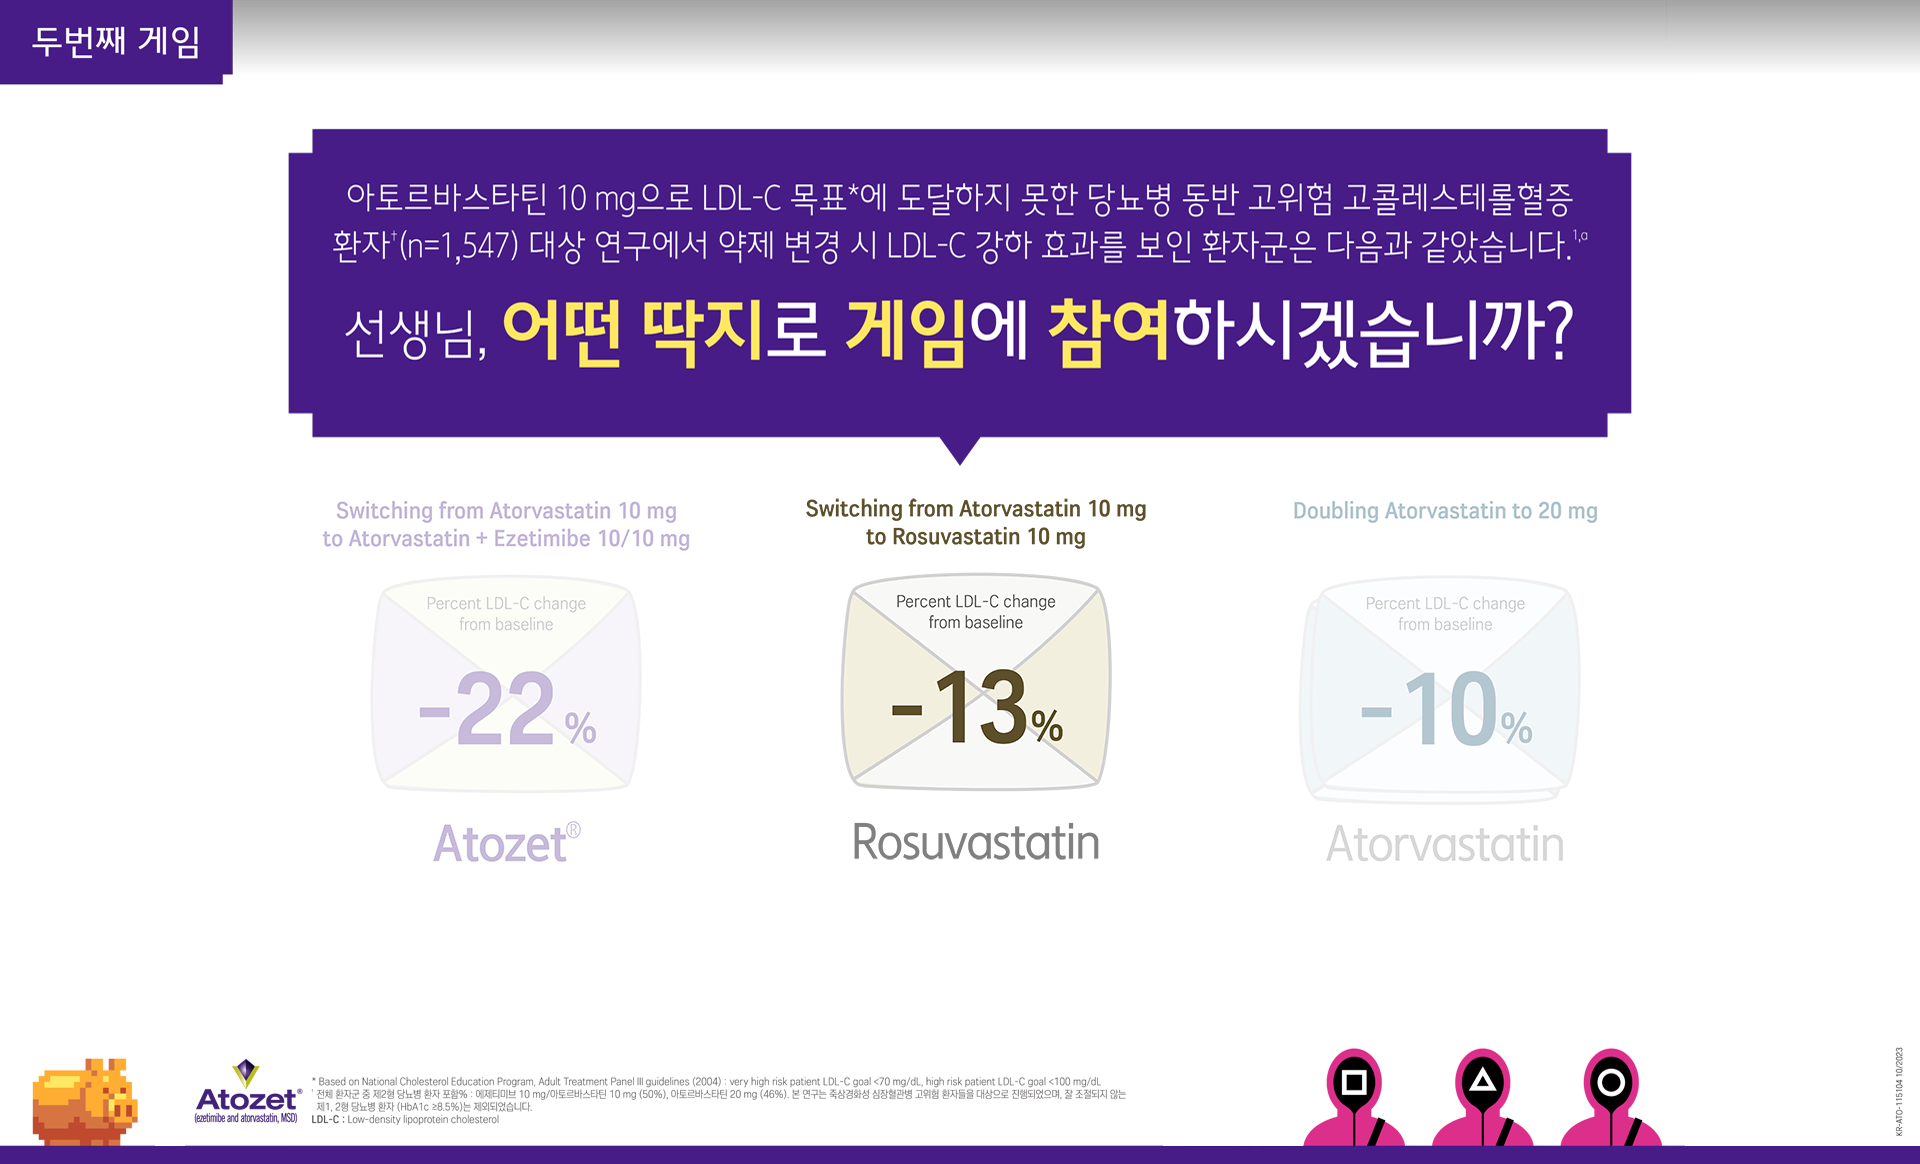 두번째 게임
아토르바스타틴 10 mg으로 LDL-C 목표*에 도달하지 못한 당뇨병 동반 고위험 고콜레스테롤혈증
환자†(n=1,547) 대상 연구에서 약제 변경 시 LDL-C 강하 효과를 보인 환자군은 다음과 같았습니다.1,a
선생님, 어떤 딱지로 게임에 참여하시겠습니까?
Switching from Atorvastatin 10 mg
to Atorvastatin + Ezetimibe 10/10 mg
Percent LDL-C change
from baseline
-22%
Atozet®
Switching from Atorvastatin 10 mg
to Rosuvastatin 10 mg
Percent LDL-C change
from baseline
-13%
Rosuvastatin
Doubling Atorvastatin to 20 mg
Percent LDL-C change
from baseline
-10%
Atorvastatin
Atozet®
(ezetimibe and atorvastatin, MSD)
* Based on National Cholesterol Education Program, Adult Treatment Panel III guidelines (2004) : very high risk patient LDL-C goal <70 mg/dL, high risk patient LDL-C goal <100 mg/dL
† 전체 환자군 중 제2형 당뇨병 환자 포함% : 에제티미브 10 mg/아토르바스타틴 10 mg (50%), 아토르바스타틴 20 mg (46%). 본 연구는 죽상경화성 심장혈관병 고위험 환자들을 대상으로 진행되었으며, 잘 조절되지 않는
제1, 2형 당뇨병 환자 (HbA1c ≥8.5%)는 제외되었습니다.
LDL-C : Low-density lipoprotein cholesterol
KR-ATO-115104 10/2023